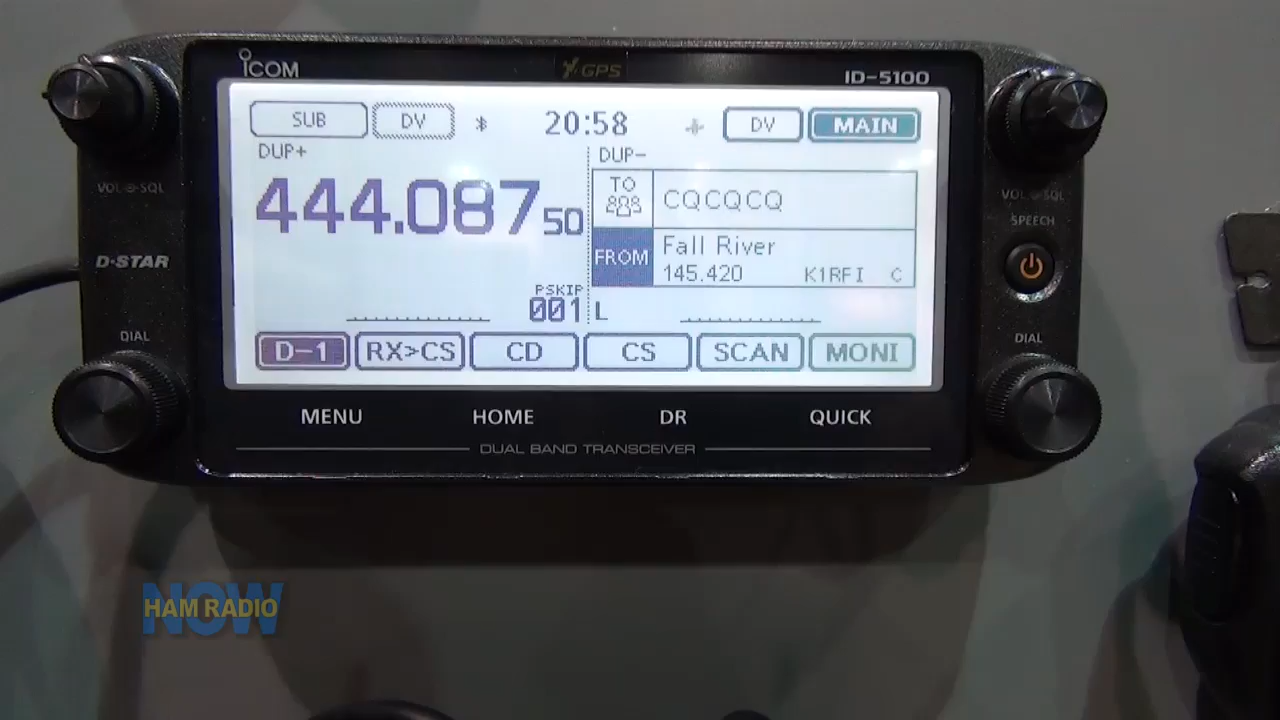 ICOM
GPS
ID-5100
SUB
DV
20:58
DV
MAIN
DUP+
DUP-
444.08750
TO
CQCQCQ
FROM
Fall River
145.420 K1RFI C
PSKIP
001
L
D-1
RX>CS
CD
CS
SCAN
MONI
MENU
HOME
DR
QUICK
DUAL BAND TRANSCEIVER
VOL SQL
D-STAR
DIAL
VOL SQL
SPEECH
DIAL
NOW
HAM RADIO